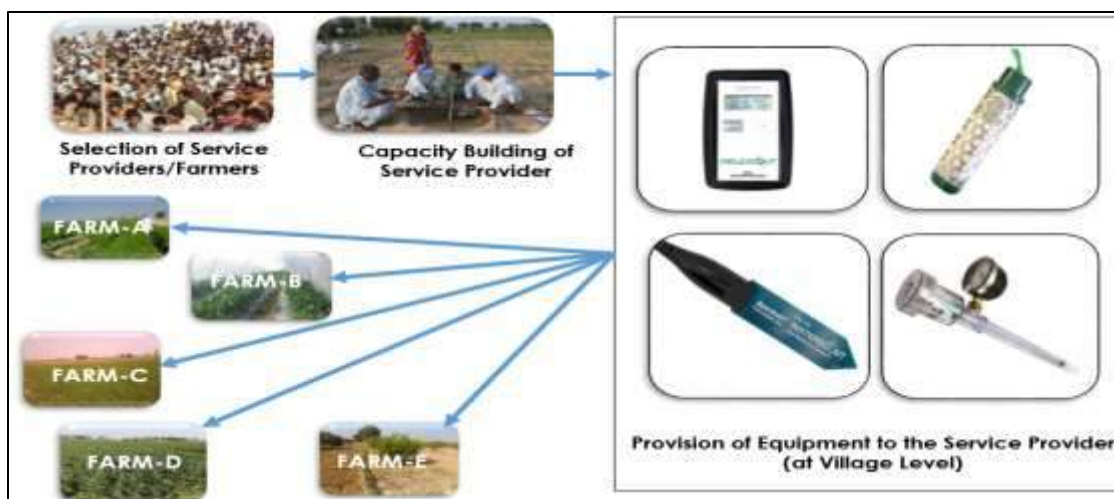 Selection of Service
Providers/Farmers
Capacity Building of
Service Provider
FARM-A
FARM-B
FARM-C
FARM-D
FARM-E
Provision of Equipment to the Service Provider
(at Village Level)